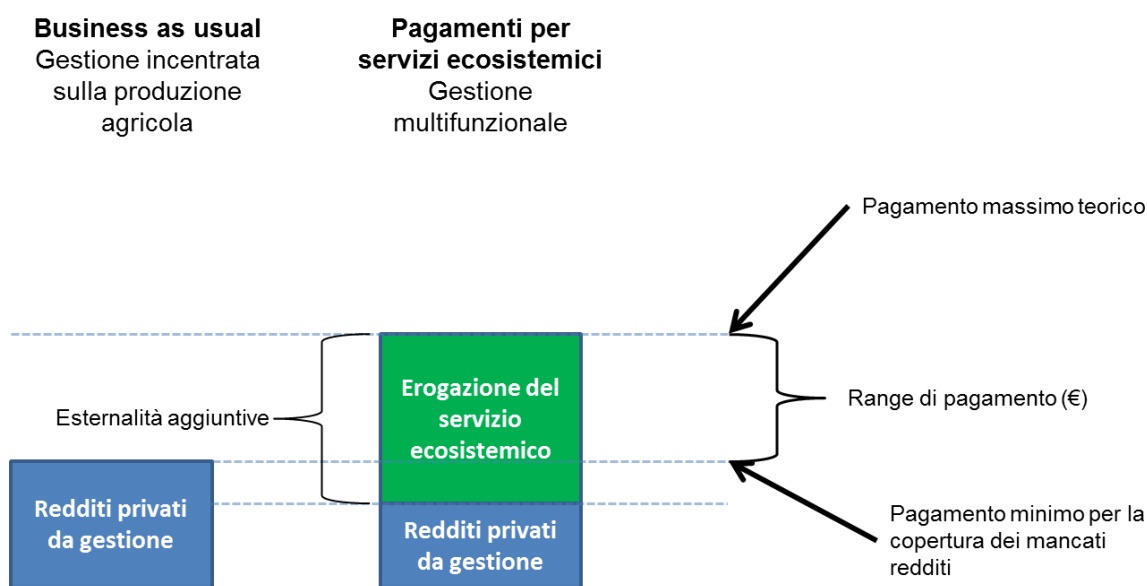 Business as usual
Gestione incentrata
sulla produzione
agricola
Pagamenti per
servizi ecosistemici
Gestione
multifunzionale
Pagamento massimo teorico
Erogazione del
servizio
ecosistemico
Esternalità aggiuntive
Range di pagamento (€)
Redditi privati
da gestione
Redditi privati
da gestione
Pagamento minimo per la
copertura dei mancati
redditi